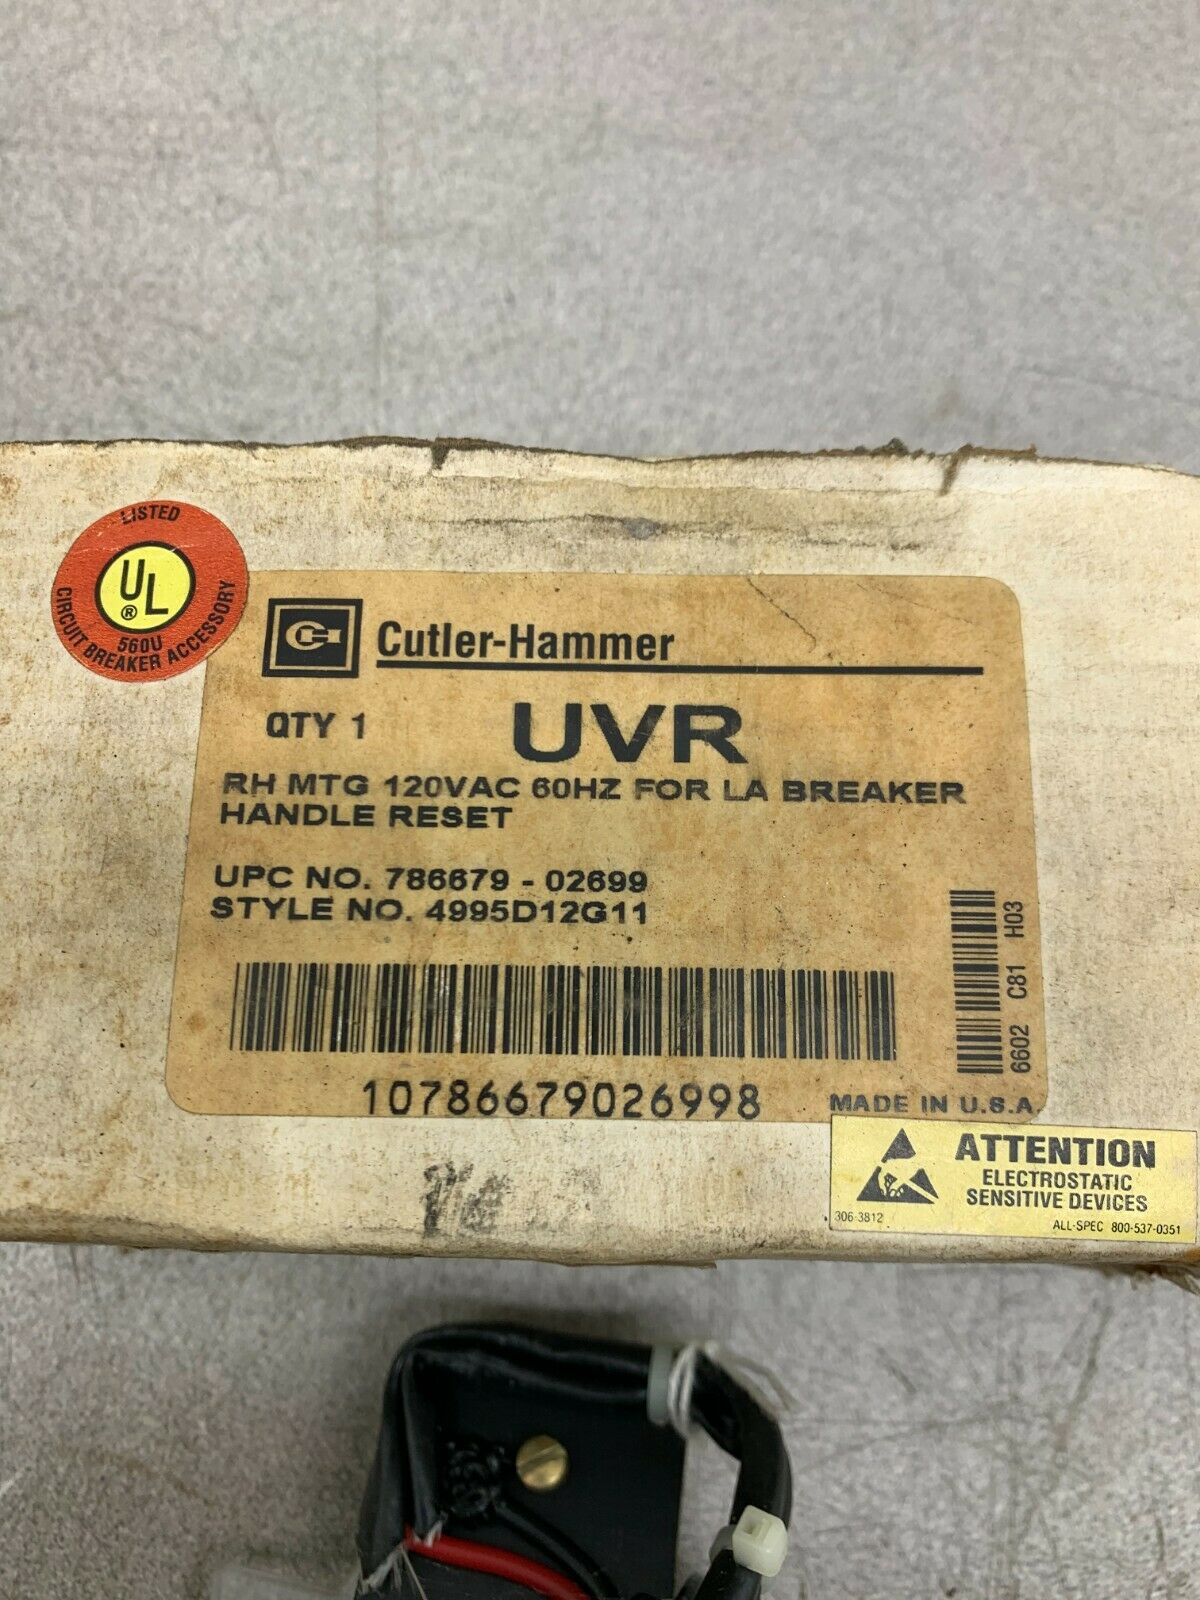 LISTED
UL
®
560U
CIRCUIT BREAKER ACCESSORY
CH Cutler-Hammer
QTY 1 UVR
RH MTG 120VAC 60HZ FOR LA BREAKER
HANDLE RESET
UPC NO. 786679 - 02699
STYLE NO. 4995D12G11
6602 C81 H03
10786679026998
MADE IN U.S.A
ATTENTION
ELECTROSTATIC
SENSITIVE DEVICES
306-3812
ALL-SPEC 800-537-0351